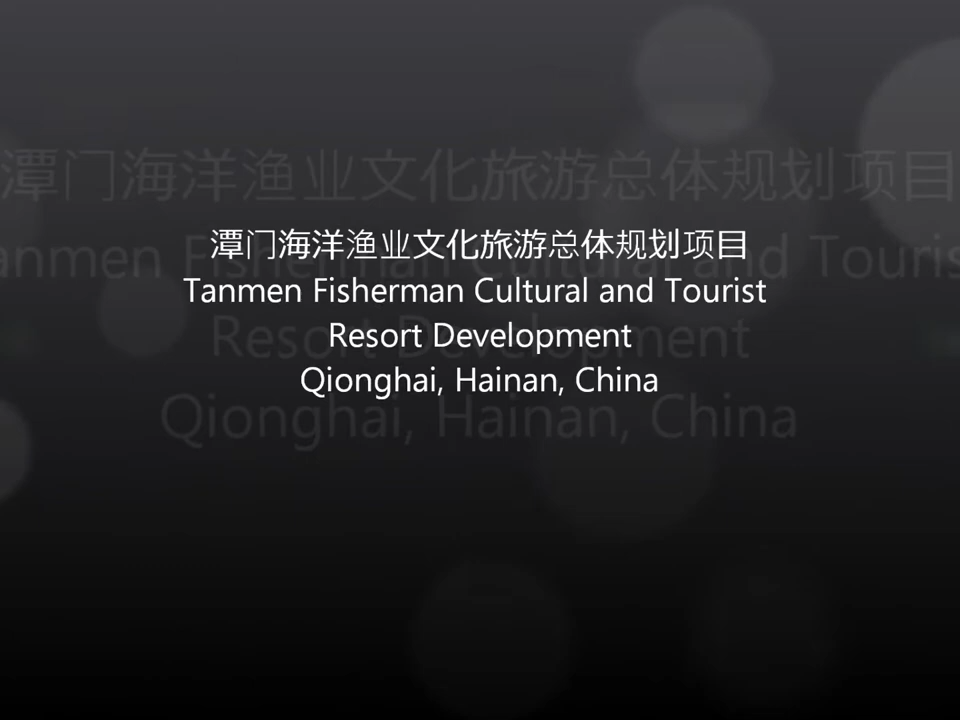 潭门海洋渔业文化旅游总体规划项目
Tanmen Fisherman Cultural and Tourist
Resort Development
Qionghai, Hainan, China